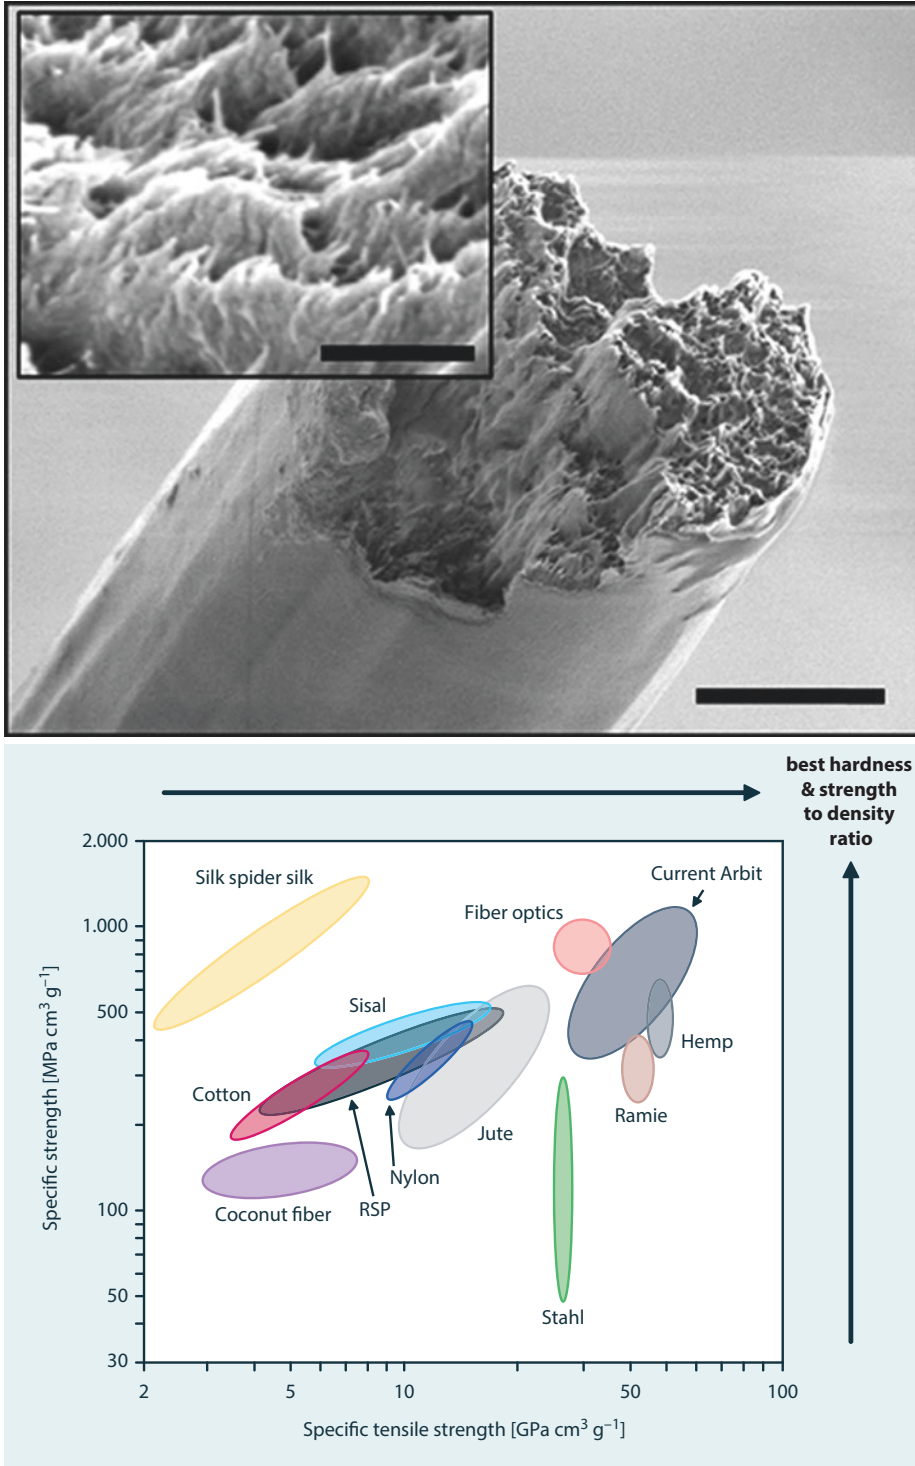 best hardness
& strength
to density
ratio
2.000
1.000
500
100
50
30
Specific strength [MPa cm³ g⁻¹]
Silk spider silk
Current Arbit
Fiber optics
Sisal
Hemp
Cotton
Ramie
Jute
Nylon
RSP
Coconut fiber
Stahl
2
5
10
50
100
Specific tensile strength [GPa cm³ g⁻¹]